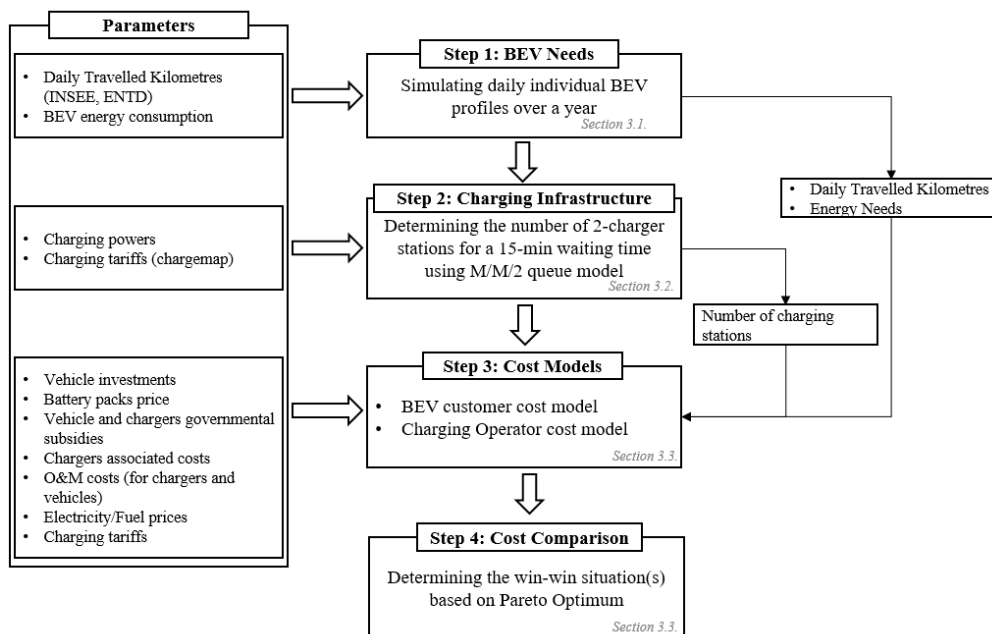 Parameters
• Daily Travelled Kilometres
(INSEE, ENTD)
• BEV energy consumption
• Charging powers
• Charging tariffs (chargemap)
• Vehicle investments
• Battery packs price
• Vehicle and chargers governmental
subsidies
• Chargers associated costs
• O&M costs (for chargers and
vehicles)
• Electricity/Fuel prices
• Charging tariffs
Step 1: BEV Needs
Simulating daily individual BEV
profiles over a year
Section 3.1.
Step 2: Charging Infrastructure
Determining the number of 2-charger
stations for a 15-min waiting time
using M/M/2 queue model
Section 3.2.
Step 3: Cost Models
• BEV customer cost model
• Charging Operator cost model
Section 3.3.
Step 4: Cost Comparison
Determining the win-win situation(s)
based on Pareto Optimum
Section 3.3.
• Daily Travelled Kilometres
• Energy Needs
Number of charging
stations